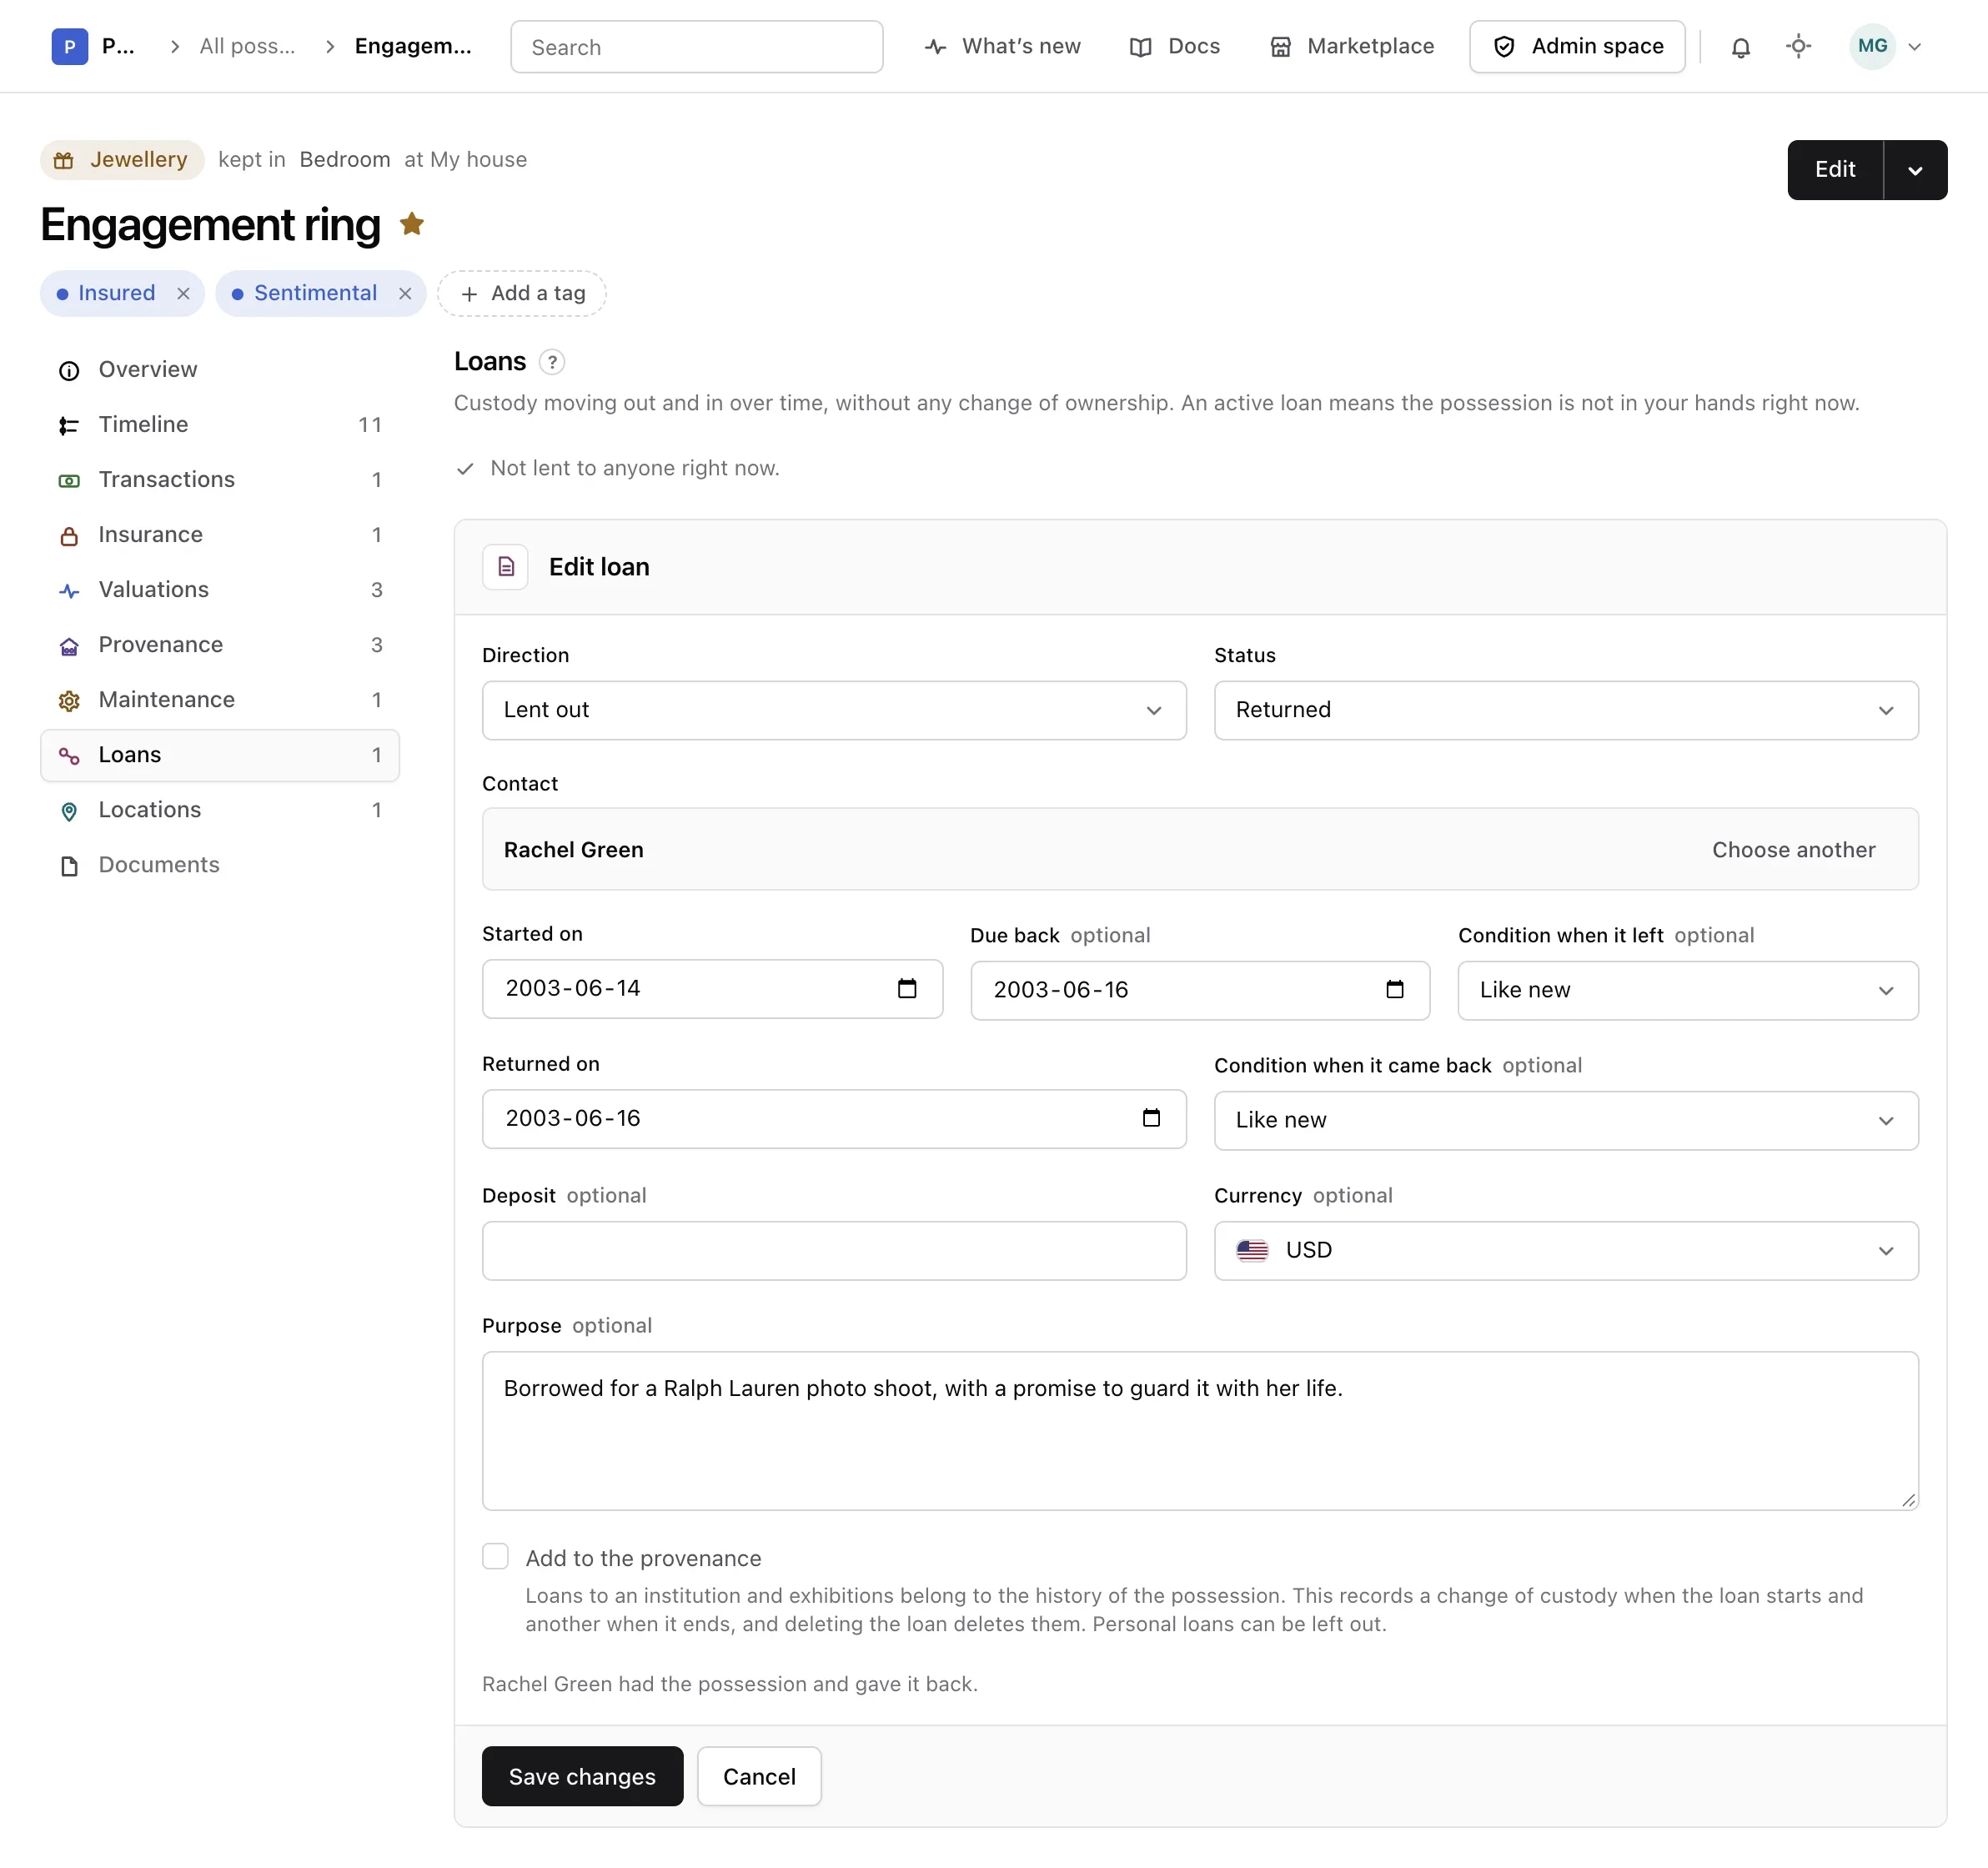 P P... > All poss... > Engagem...
Search
What's new
Docs
Marketplace
Admin space
MG
Jewellery kept in Bedroom at My house
Edit
Engagement ring
Insured
Sentimental
Add a tag
Overview
Timeline 11
Transactions 1
Insurance 1
Valuations 3
Provenance 3
Maintenance 1
Loans 1
Locations 1
Documents
Loans ?
Custody moving out and in over time, without any change of ownership. An active loan means the possession is not in your hands right now.
Not lent to anyone right now.
Edit loan
Direction
Lent out
Status
Returned
Contact
Rachel Green
Choose another
Started on
2003-06-14
Due back optional
2003-06-16
Condition when it left optional
Like new
Returned on
2003-06-16
Condition when it came back optional
Like new
Deposit optional
Currency optional
USD
Purpose optional
Borrowed for a Ralph Lauren photo shoot, with a promise to guard it with her life.
Add to the provenance
Loans to an institution and exhibitions belong to the history of the possession. This records a change of custody when the loan starts and
another when it ends, and deleting the loan deletes them. Personal loans can be left out.
Rachel Green had the possession and gave it back.
Save changes
Cancel